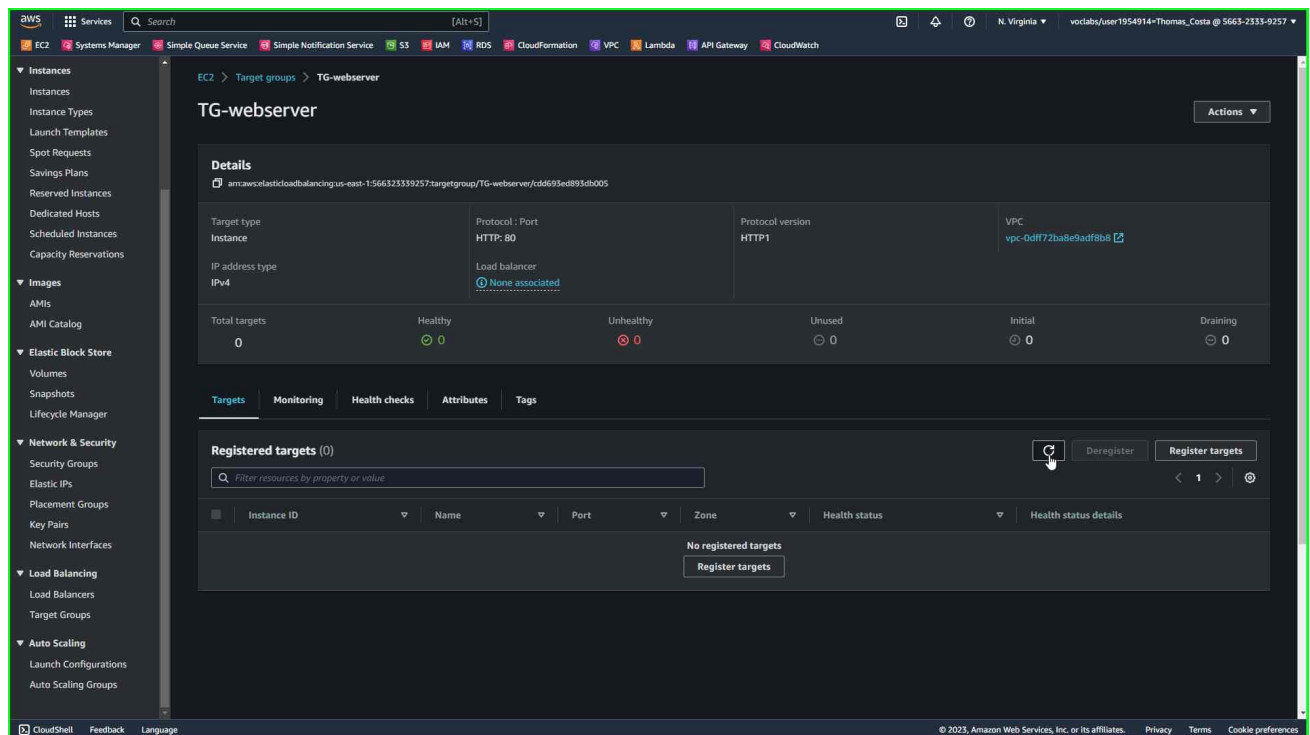 aws Services Search [Alt+S] N. Virginia voclabs/user1954914=Thomas_Costa @ 5663-2333-9257
EC2 Systems Manager Simple Queue Service Simple Notification Service S3 IAM RDS CloudFormation VPC Lambda API Gateway CloudWatch
Instances
Instances
Instance Types
Launch Templates
Spot Requests
Savings Plans
Reserved Instances
Dedicated Hosts
Scheduled Instances
Capacity Reservations
Images
AMIs
AMI Catalog
Elastic Block Store
Volumes
Snapshots
Lifecycle Manager
Network & Security
Security Groups
Elastic IPs
Placement Groups
Key Pairs
Network Interfaces
Load Balancing
Load Balancers
Target Groups
Auto Scaling
Launch Configurations
Auto Scaling Groups
EC2 > Target groups > TG-webserver
TG-webserver
Actions
Details
arn:aws:elasticloadbalancing:us-east-1:566323339257:targetgroup/TG-webserver/cdd693ed893db005
Target type Protocol : Port Protocol version VPC
Instance HTTP: 80 HTTP1 vpc-0dff72ba8e9adf8b8
IP address type Load balancer
IPv4 None associated
Total targets Healthy Unhealthy Unused Initial Draining
0 0 0 0 0 0
Targets Monitoring Health checks Attributes Tags
Registered targets (0) Deregister Register targets
Filter resources by property or value < 1 >
Instance ID Name Port Zone Health status Health status details
No registered targets
Register targets
CloudShell Feedback Language © 2023, Amazon Web Services, Inc. or its affiliates. Privacy Terms Cookie preferences